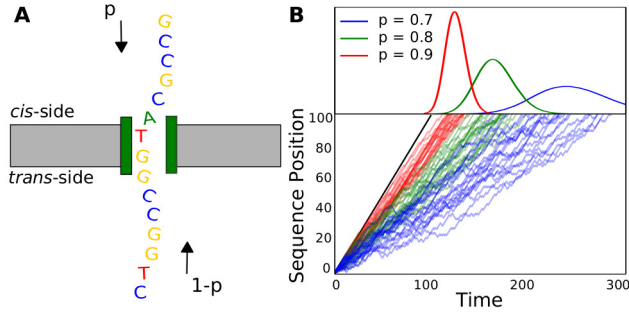 A
p
G
C
C
G
C
A
T
G
G
C
C
G
G
T
C
cis-side
trans-side
1-p
B
p = 0.7
p = 0.8
p = 0.9
100
80
60
40
20
0
Sequence Position
0 100 200 300
Time